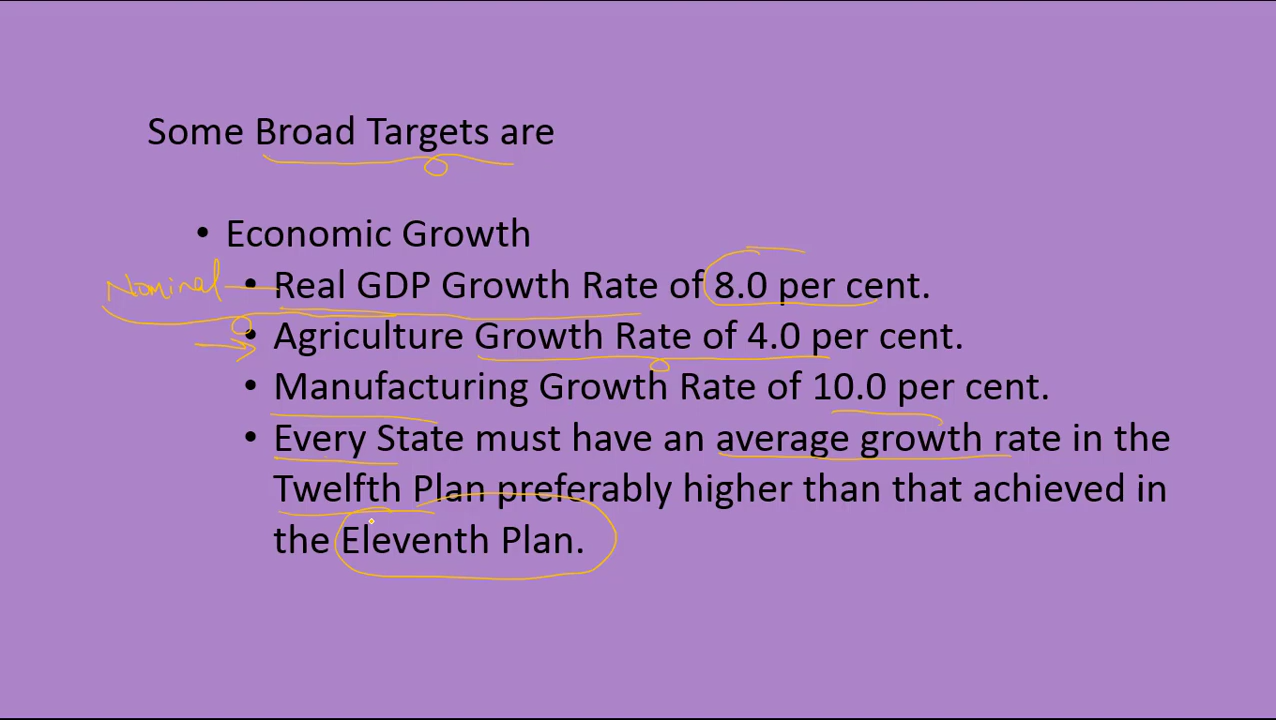 Some Broad Targets are
• Economic Growth
Nominal • Real GDP Growth Rate of 8.0 per cent.
• Agriculture Growth Rate of 4.0 per cent.
• Manufacturing Growth Rate of 10.0 per cent.
• Every State must have an average growth rate in the
Twelfth Plan preferably higher than that achieved in
the Eleventh Plan.